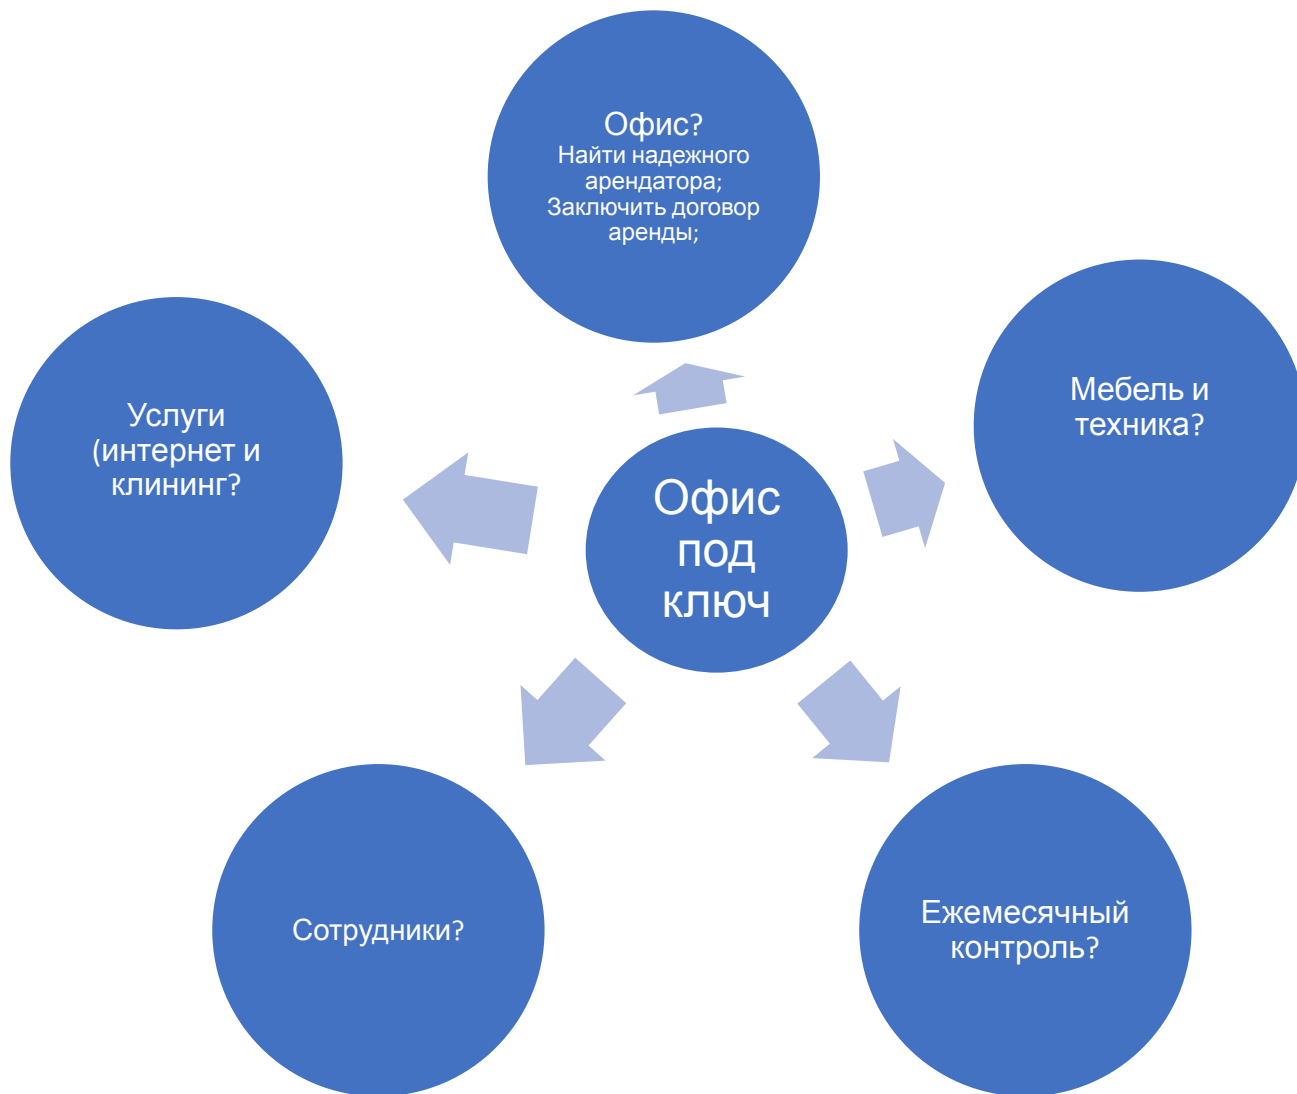 Офис?
Найти надежного
арендатора;
Заключить договор
аренды;
Мебель и
техника?
Услуги
(интернет и
клининг?
Офис
под
ключ
Сотрудники?
Ежемесячный
контроль?